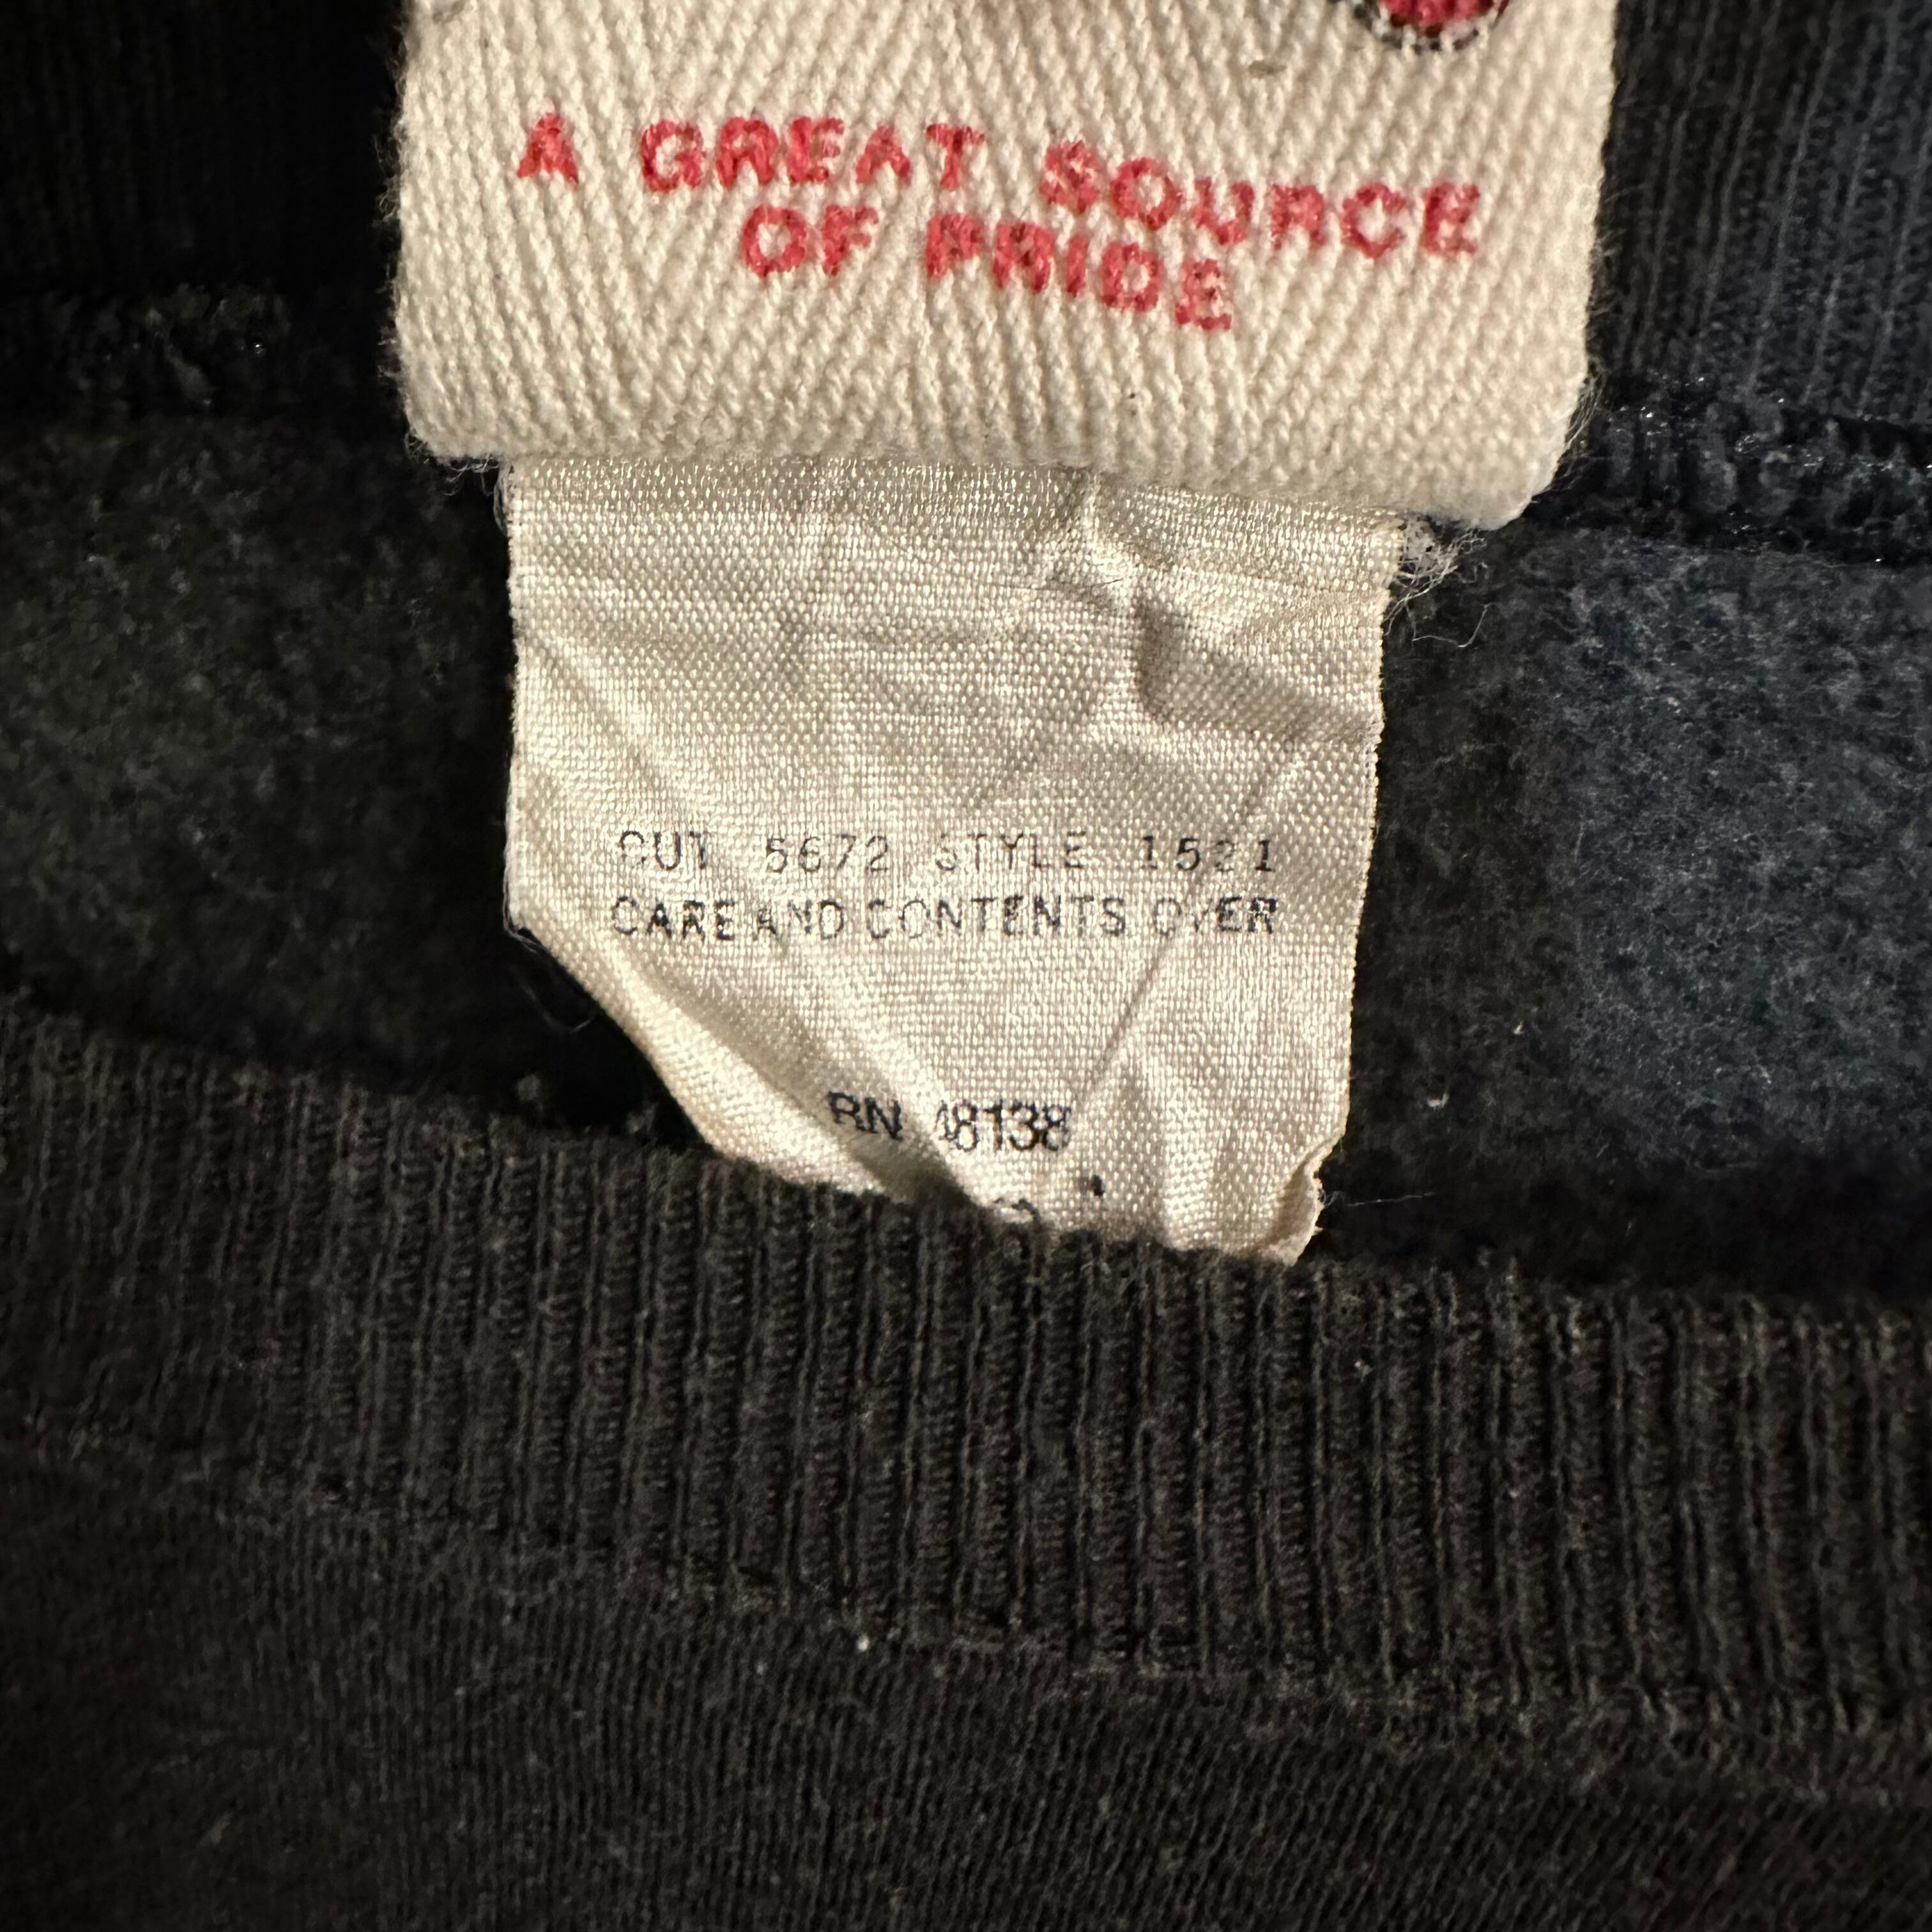 A GREAT SOURCE
OF PRIDE
CUT 5672 STYLE 1521
CARE AND CONTENTS OVER
RN 48138